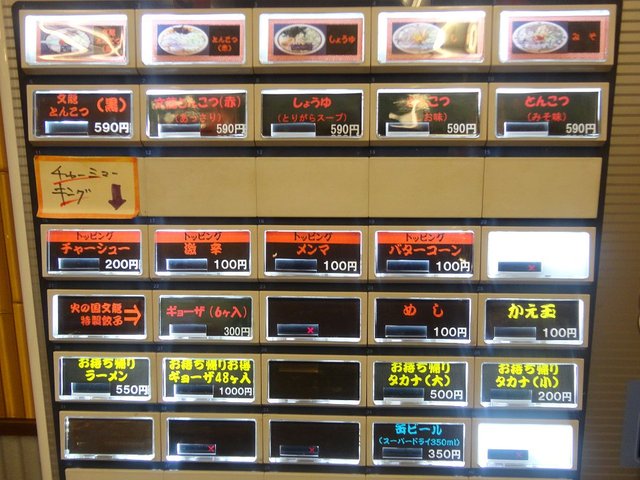 とんこつ
(赤)
しょうゆ
みそ
文龍
とんこつ(黒)
590円
とんこつ(赤)
(あっさり)
590円
しょうゆ
(とりがらスープ)
590円
590円
とんこつ
(みそ味)
590円
チャーシュー
キング
トッピング
チャーシュー
200円
トッピング
激辛
100円
トッピング
メンマ
100円
トッピング
バターコーン
100円
火の国文龍
特製餃子
ギョーザ(6ヶ入)
300円
めし
100円
かえ玉
100円
お持ち帰り
ラーメン
550円
お持ち帰りお得
ギョーザ48ヶ入
1000円
お持ち帰り
タカナ(大)
500円
お持ち帰り
タカナ(小)
200円
缶ビール
(スーパードライ350ml)
350円